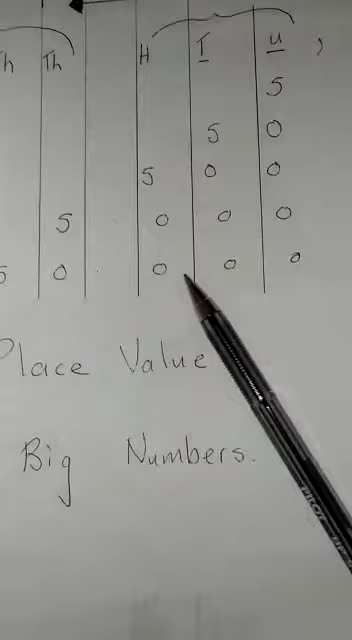 h Th H T U ,
5
5 0
5 0 0
5 0 0 0
5 0 0 0 0
Place Value
Big Numbers.
PILOT